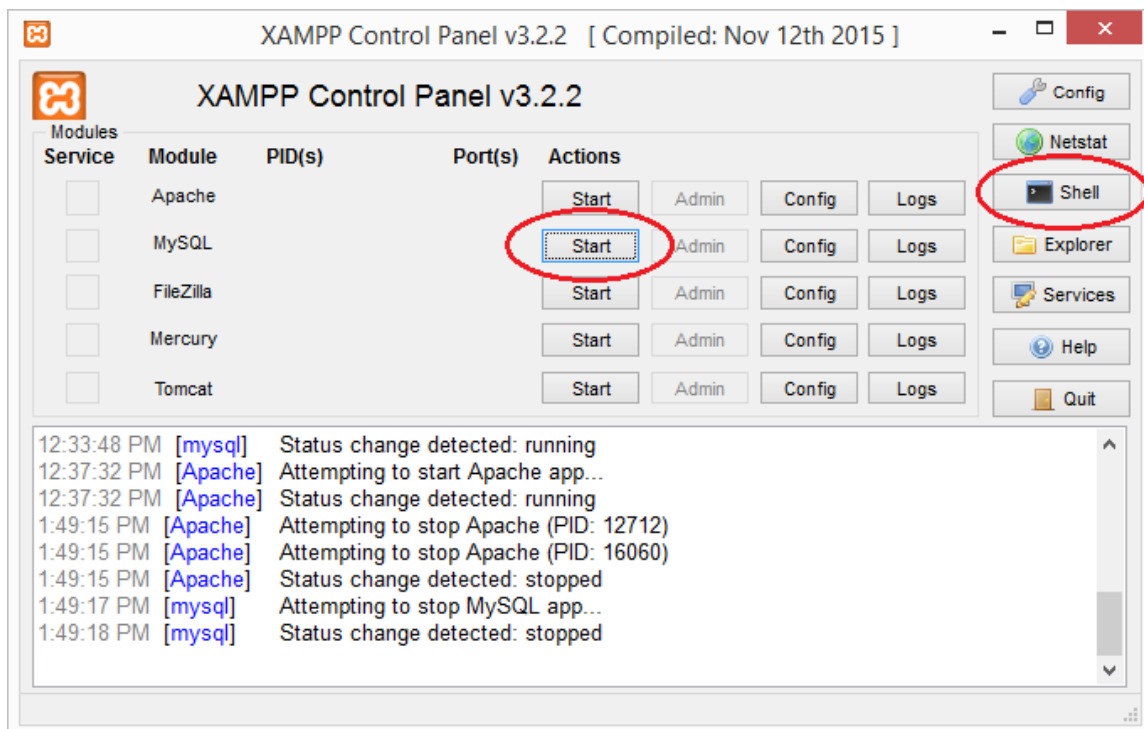 XAMPP Control Panel v3.2.2 [ Compiled: Nov 12th 2015 ]
XAMPP Control Panel v3.2.2
Config
Modules
Service Module PID(s) Port(s) Actions
Netstat
Apache Start Admin Config Logs
Shell
MySQL Start Admin Config Logs
Explorer
FileZilla Start Admin Config Logs
Services
Mercury Start Admin Config Logs
Help
Tomcat Start Admin Config Logs
Quit
12:33:48 PM [mysql] Status change detected: running
12:37:32 PM [Apache] Attempting to start Apache app...
12:37:32 PM [Apache] Status change detected: running
1:49:15 PM [Apache] Attempting to stop Apache (PID: 12712)
1:49:15 PM [Apache] Attempting to stop Apache (PID: 16060)
1:49:15 PM [Apache] Status change detected: stopped
1:49:17 PM [mysql] Attempting to stop MySQL app...
1:49:18 PM [mysql] Status change detected: stopped